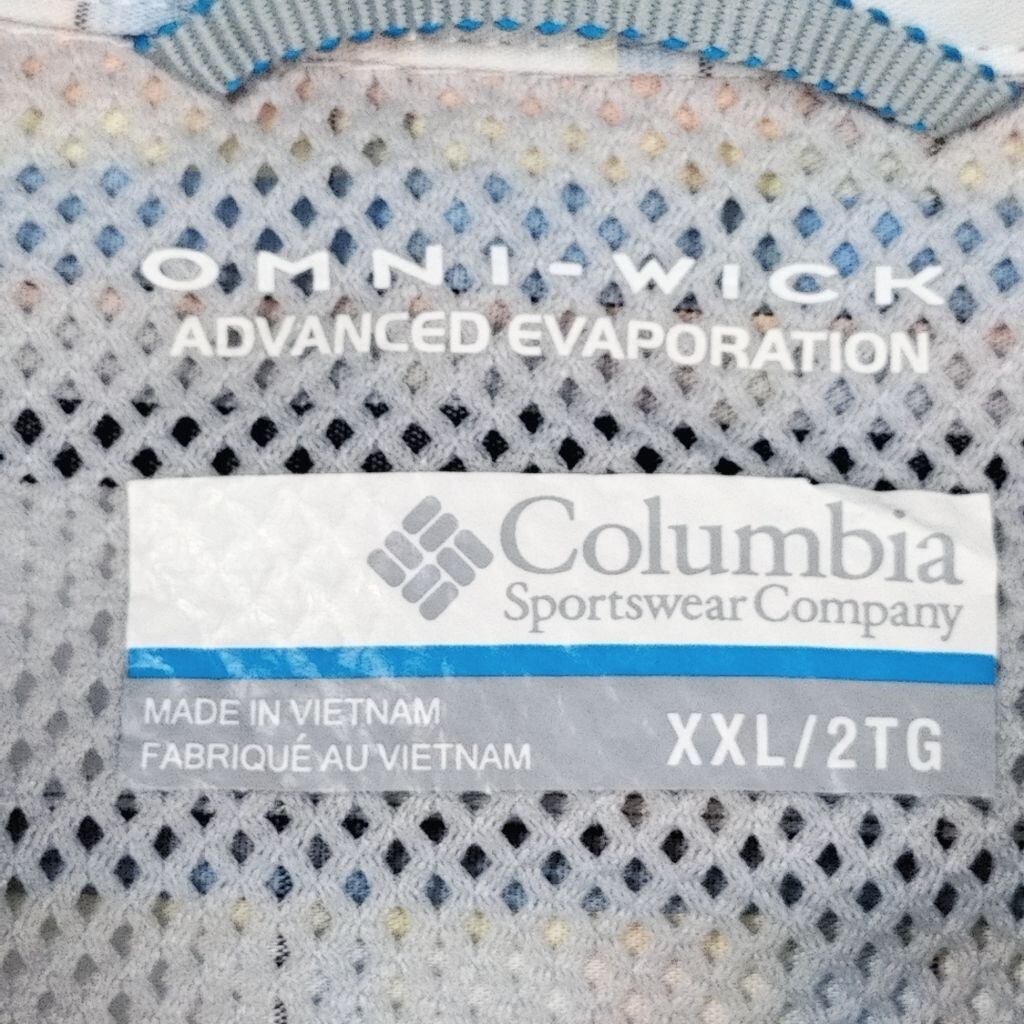 OMNI-WICK
ADVANCED EVAPORATION
Columbia
Sportswear Company
MADE IN VIETNAM
FABRIQUÉ AU VIETNAM
XXL/2TG